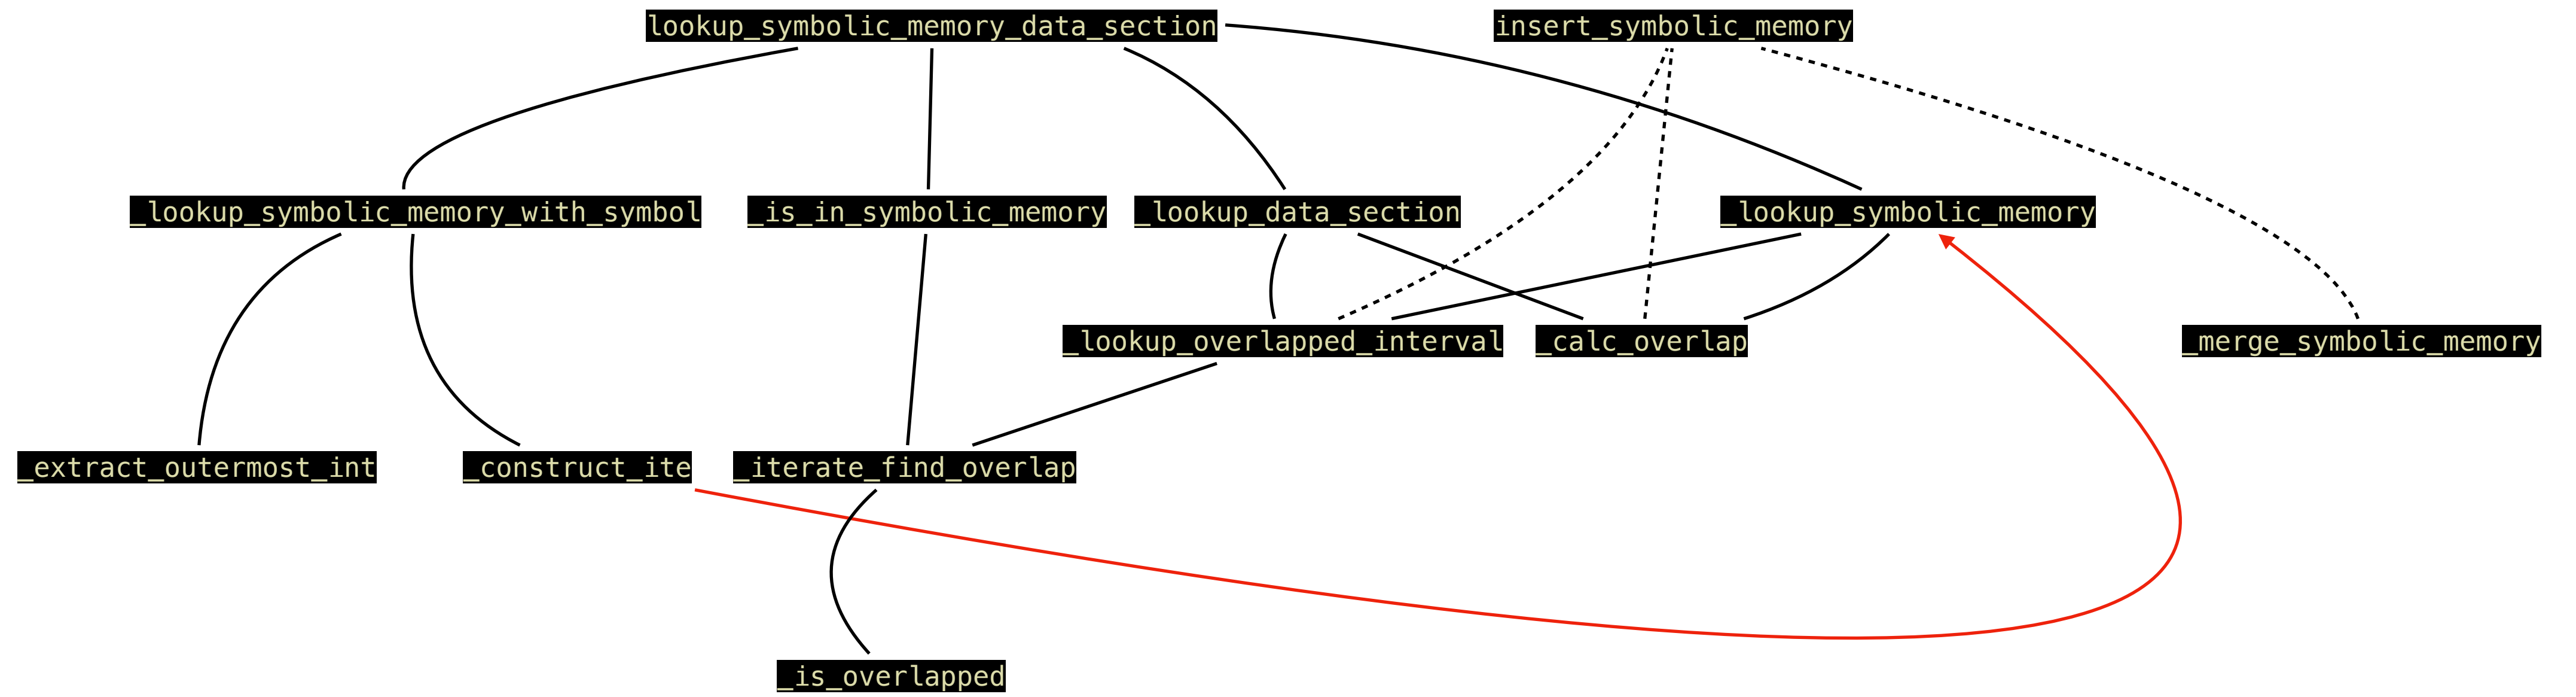 lookup_symbolic_memory_data_section
insert_symbolic_memory
_lookup_symbolic_memory_with_symbol
_is_in_symbolic_memory
_lookup_data_section
_lookup_symbolic_memory
_lookup_overlapped_interval
_calc_overlap
_merge_symbolic_memory
_extract_outermost_int
_construct_ite
_iterate_find_overlap
_is_overlapped